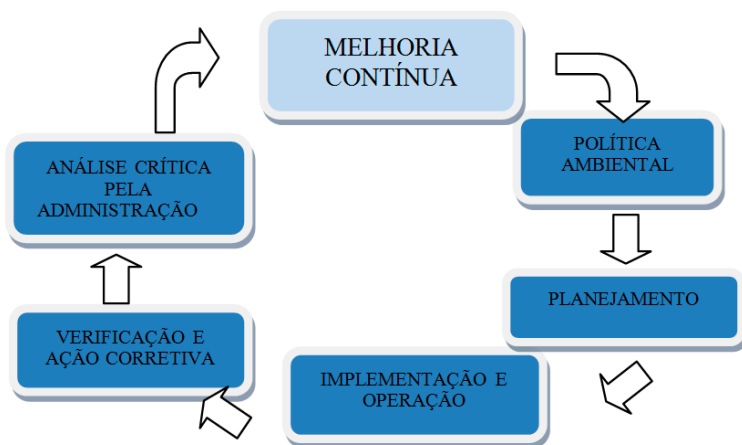 MELHORIA
CONTÍNUA
POLÍTICA
AMBIENTAL
PLANEJAMENTO
IMPLEMENTAÇÃO E
OPERAÇÃO
VERIFICAÇÃO E
AÇÃO CORRETIVA
ANÁLISE CRÍTICA
PELA
ADMINISTRAÇÃO